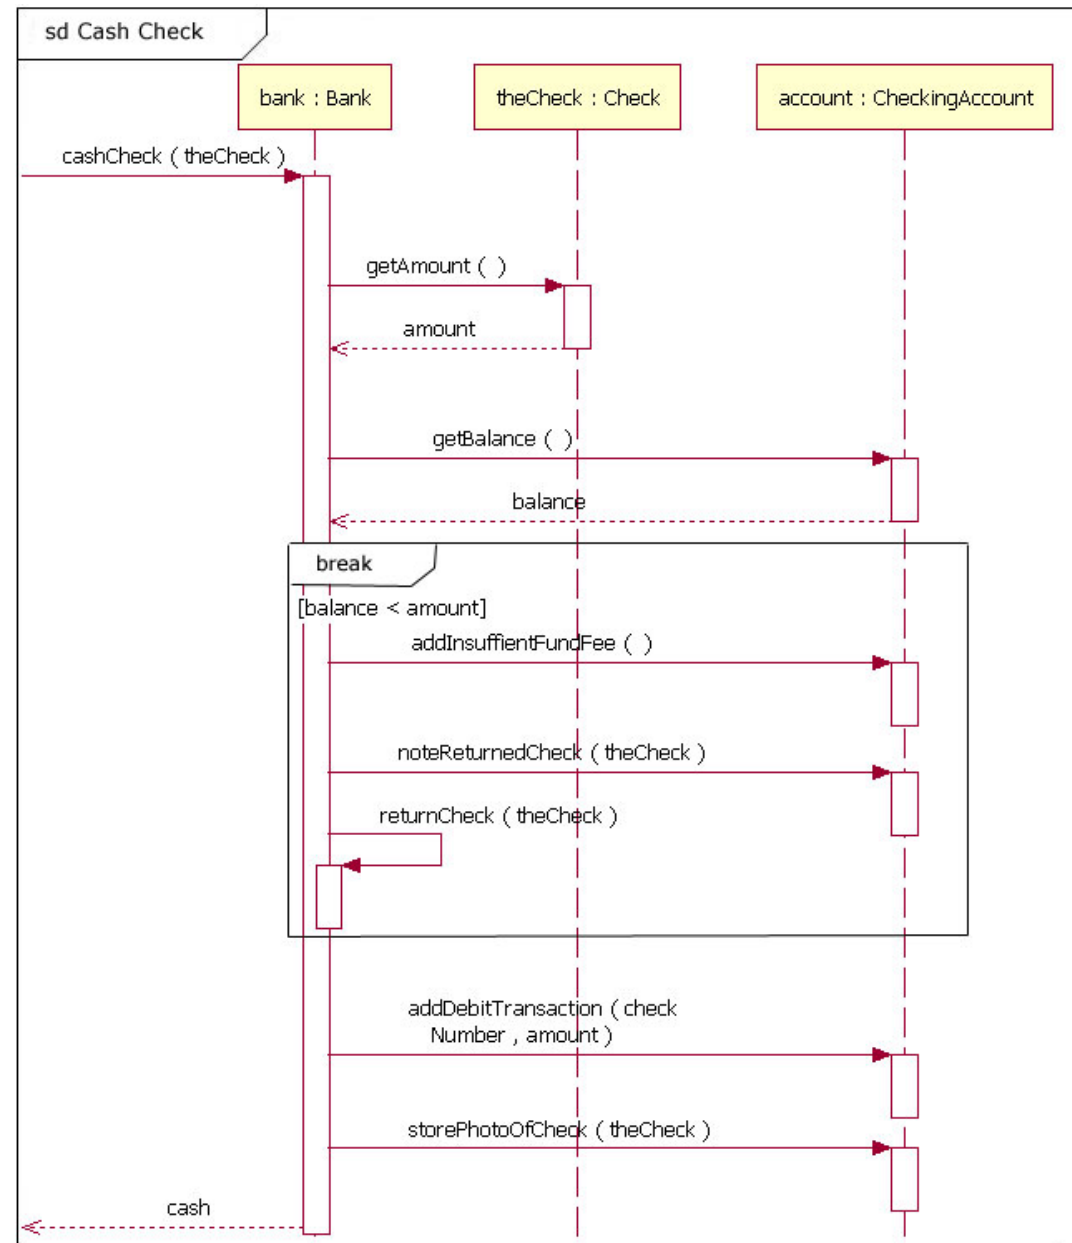 sd Cash Check
bank : Bank
theCheck : Check
account : CheckingAccount
cashCheck ( theCheck )
getAmount ( )
amount
getBalance ( )
balance
break
[balance < amount]
addInsuffientFundFee ( )
noteReturnedCheck ( theCheck )
returnCheck ( theCheck )
addDebitTransaction ( check
Number , amount )
storePhotoOfCheck ( theCheck )
cash